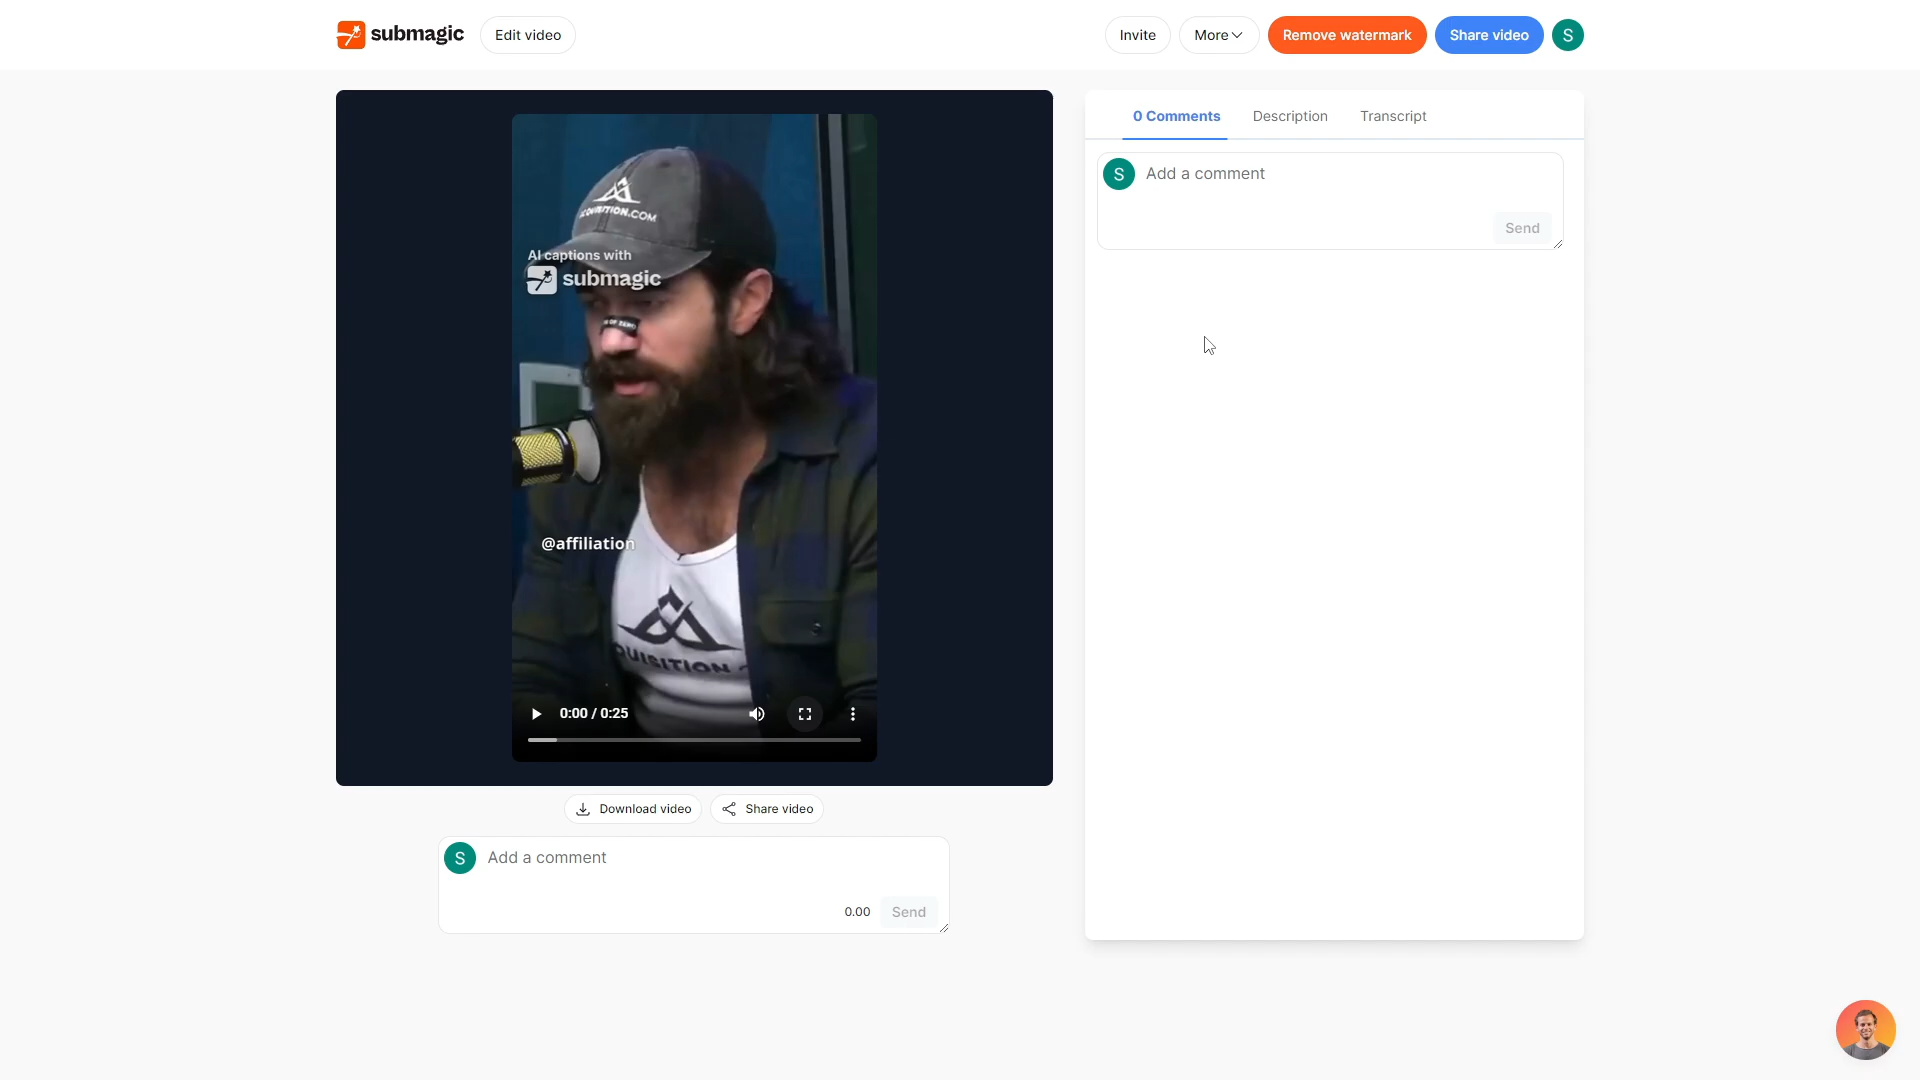 submagic
Edit video
Invite
More
Remove watermark
Share video
S
0 Comments
Description
Transcript
S
Add a comment
Send
AI captions with
submagic
@affiliation
0:00 / 0:25
Download video
Share video
S
Add a comment
0.00
Send